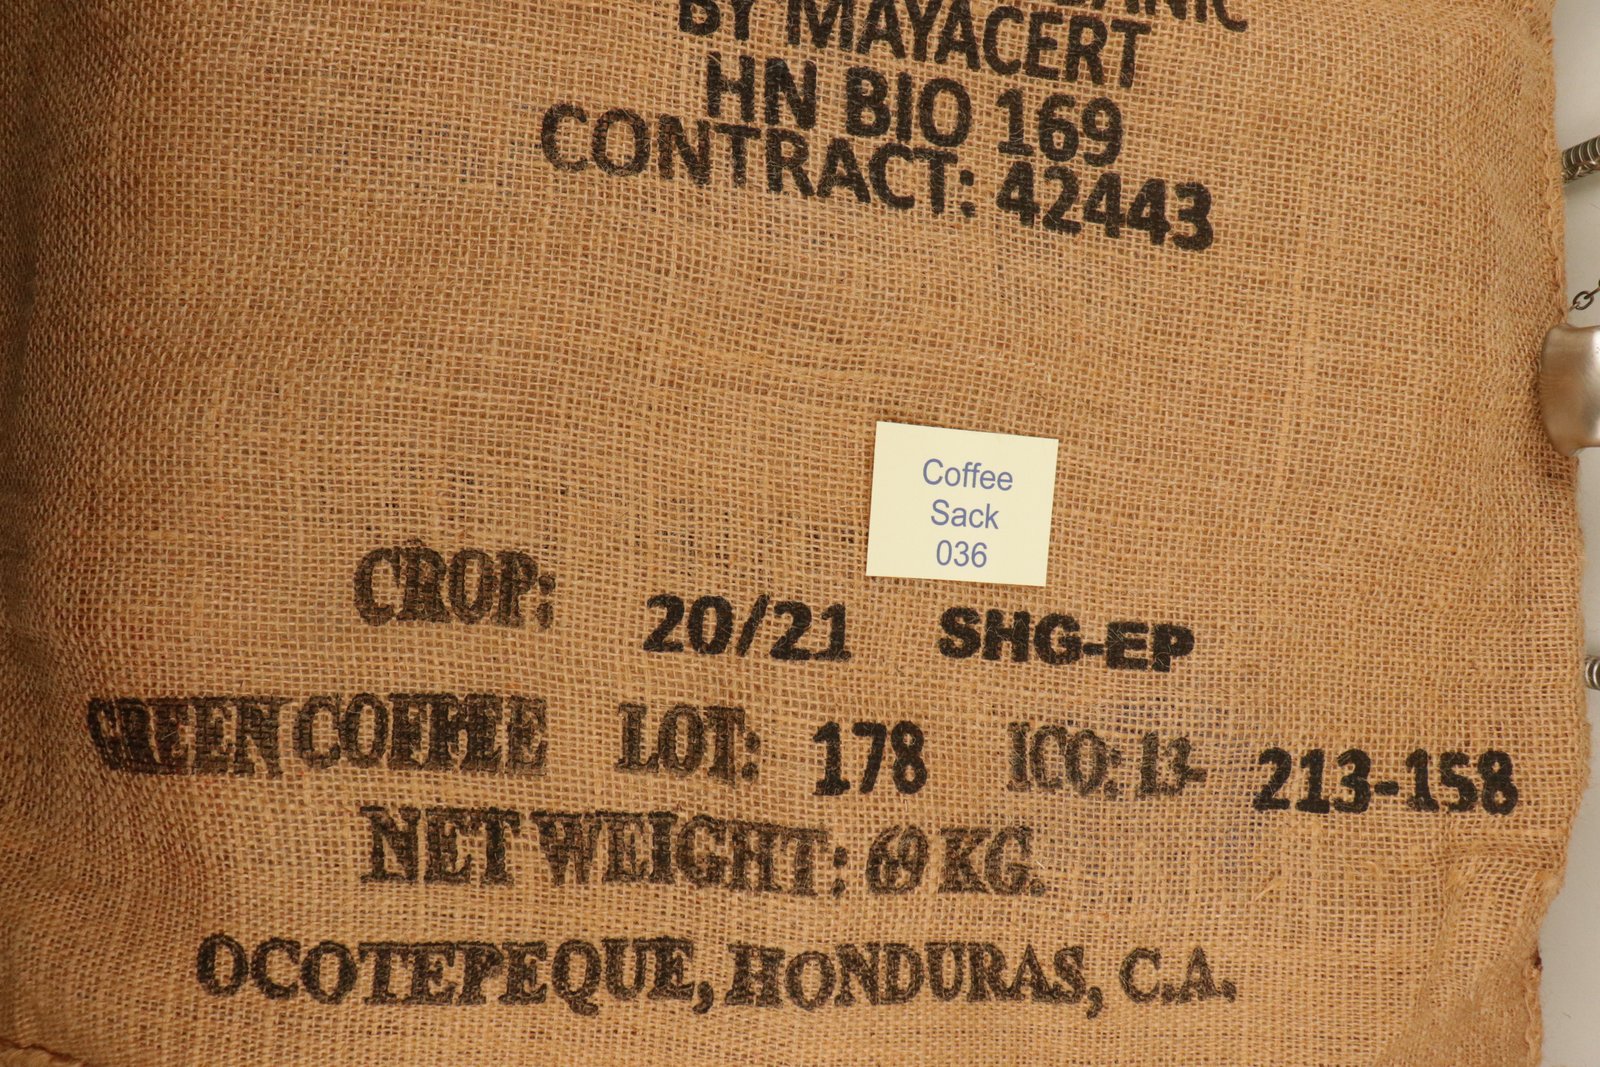 BY MAYACERT
HN BIO 169
CONTRACT: 42443
Coffee
Sack
036
CROP: 20/21 SHG-EP
GREEN COFFEE LOT: 178 ICO: 13- 213-158
NET WEIGHT: 69 KG.
OCOTEPEQUE, HONDURAS, C.A.